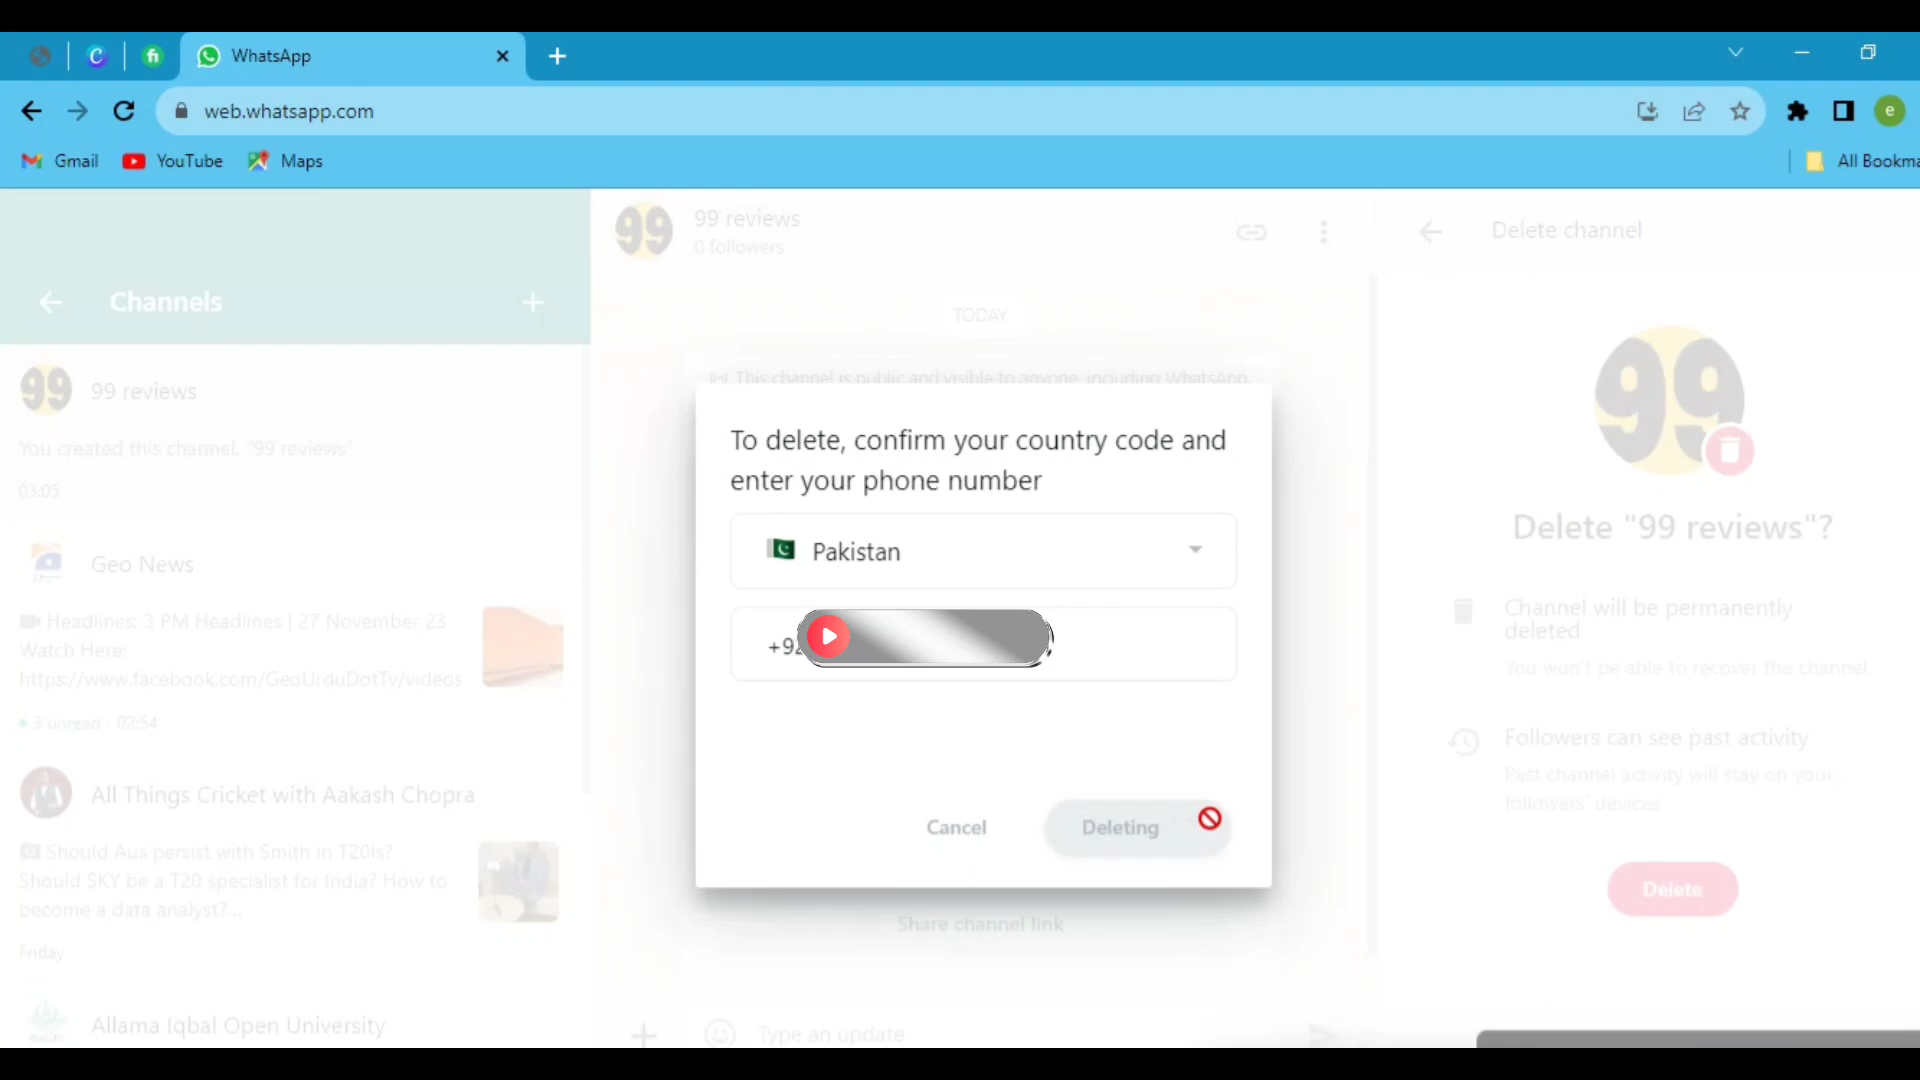 WhatsApp
web.whatsapp.com
e
Gmail
YouTube
Maps
All Bookma
Channels
99 reviews
You created this channel. "99 reviews"
03:05
Geo News
Headlines: 3 PM Headlines | 27 November 23
Watch Here:
https://www.facebook.com/GeoUrduDotTv/videos
3 unread · 02:54
All Things Cricket with Aakash Chopra
Should Aus persist with Smith in T20Is?
Should SKY be a T20 specialist for India? How to
become a data analyst?...
Friday
Allama Iqbal Open University
99
99 reviews
0 followers
TODAY
This channel is public and visible to anyone, including WhatsApp.
To delete, confirm your country code and
enter your phone number
Pakistan
+92
Cancel
Deleting
Share channel link
Type an update
Delete channel
99
Delete "99 reviews"?
Channel will be permanently
deleted
You won't be able to recover the channel.
Followers can see past activity
Past channel activity will stay on your
followers' devices
Delete